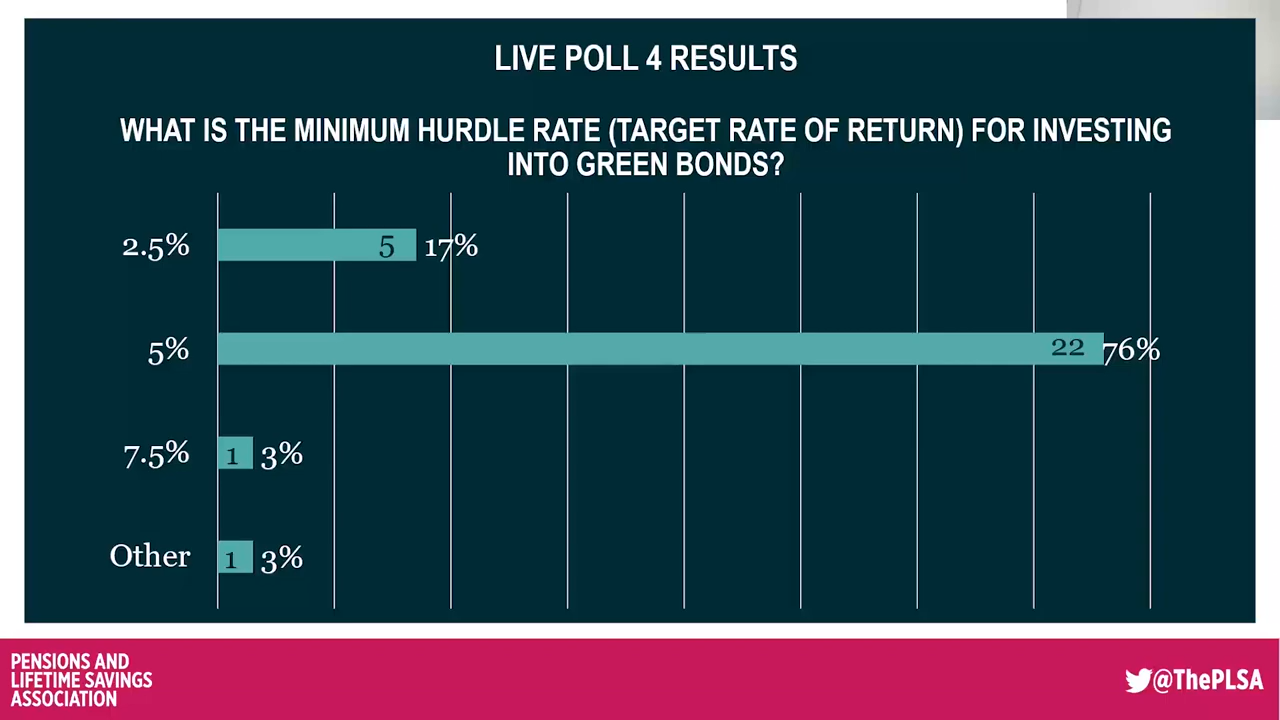 LIVE POLL 4 RESULTS
WHAT IS THE MINIMUM HURDLE RATE (TARGET RATE OF RETURN) FOR INVESTING
INTO GREEN BONDS?
2.5% 5 17%
5% 22 76%
7.5% 1 3%
Other 1 3%
PENSIONS AND
LIFETIME SAVINGS
ASSOCIATION
@ThePLSA